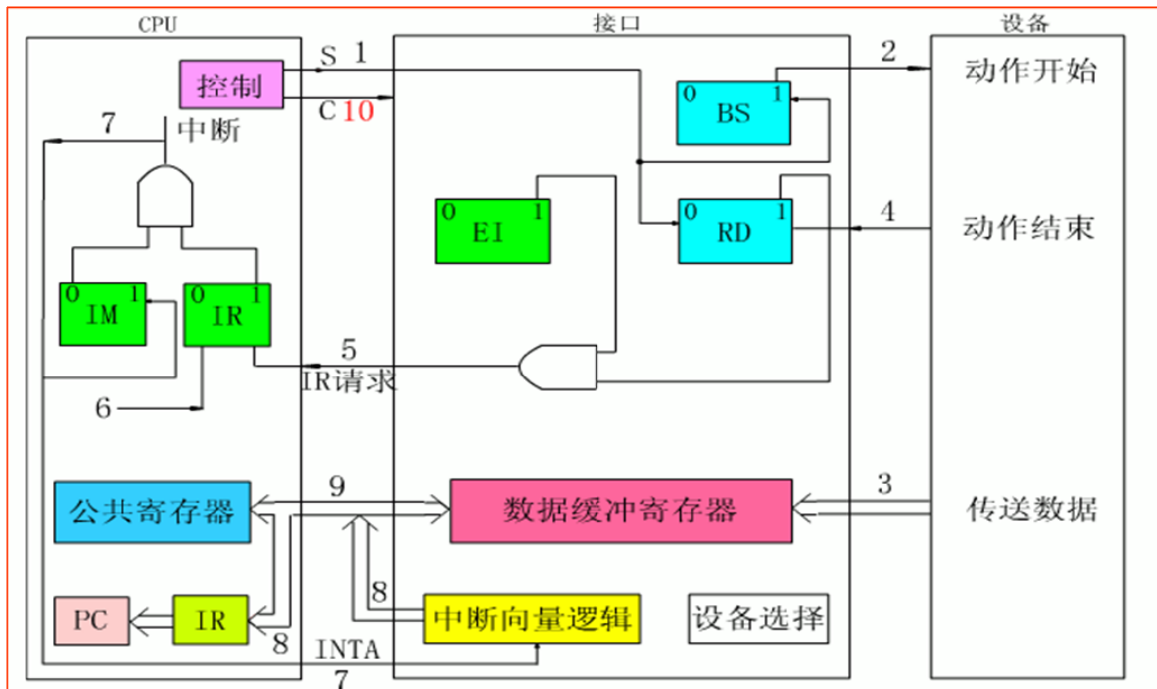 CPU 接口 设备
控制
S 1
C 10
7 中断
0 1
BS
2
动作开始
0 1
EI
0 1
RD
4
动作结束
0 1
IM
0 1
IR
5
IR请求
6
公共寄存器
9
数据缓冲寄存器
3
传送数据
PC
IR
8
8
中断向量逻辑
设备选择
INTA
7